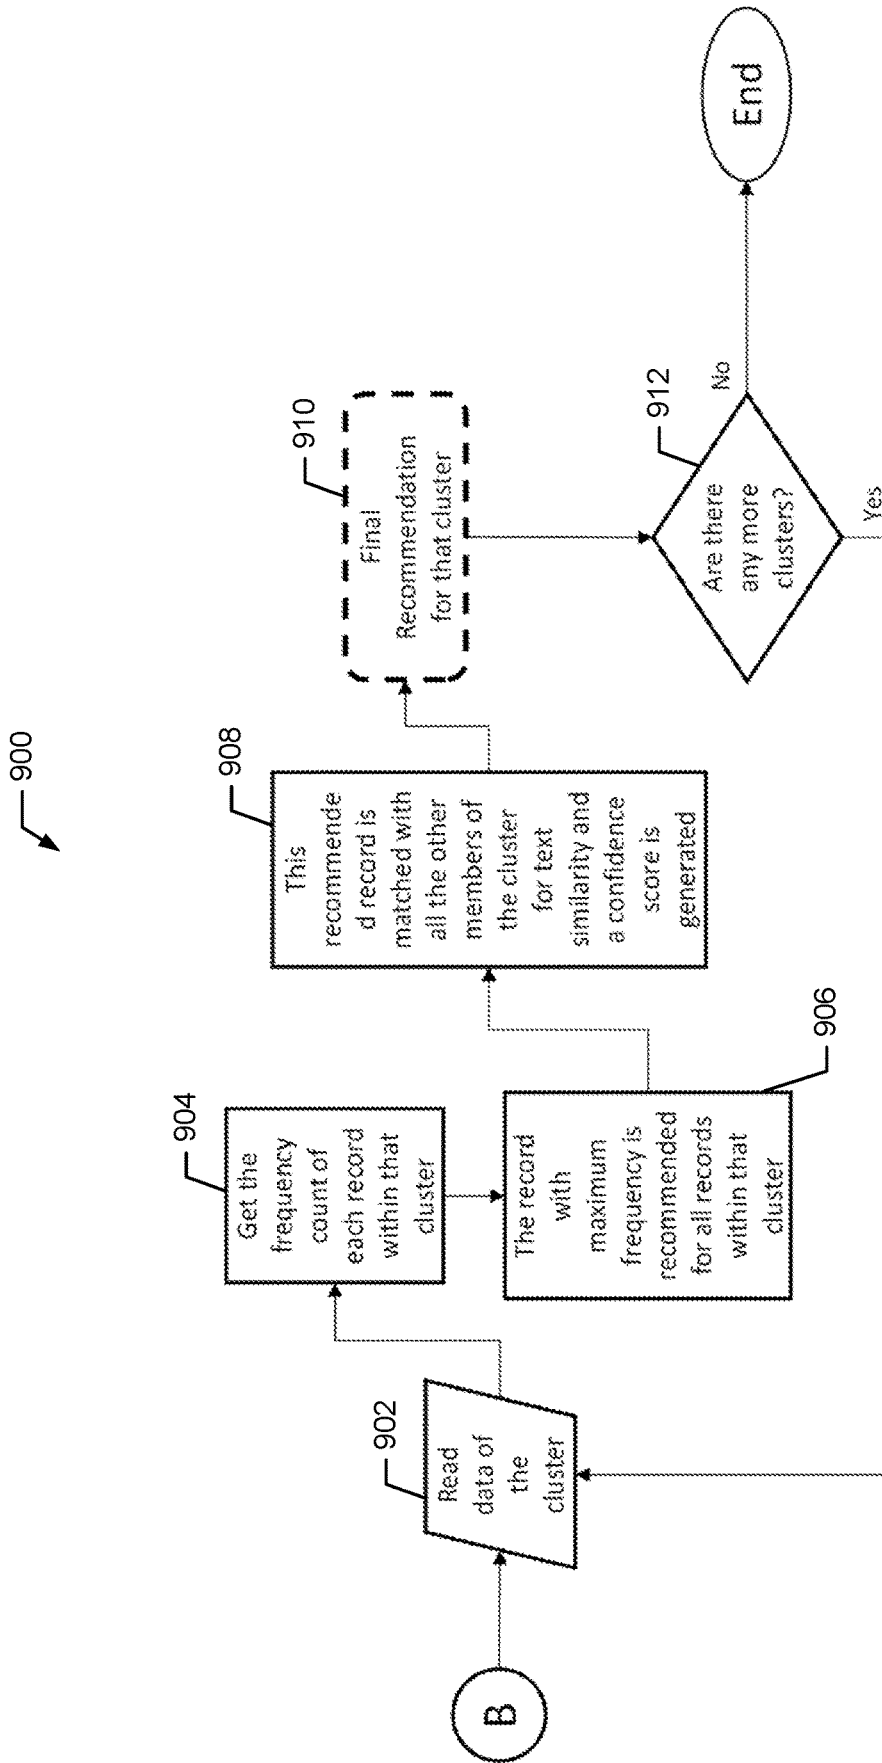 900
B
902
Read
data of
the
cluster
904
Get the
frequency
count of
each record
within that
cluster
906
The record
with
maximum
frequency is
recommended
for all records
within that
cluster
908
This
recommende
d record is
matched with
all the other
members of
the cluster
for text
similarity and
a confidence
score is
generated
910
Final
Recommendation
for that cluster
912
Are there
any more
clusters?
Yes
No
End